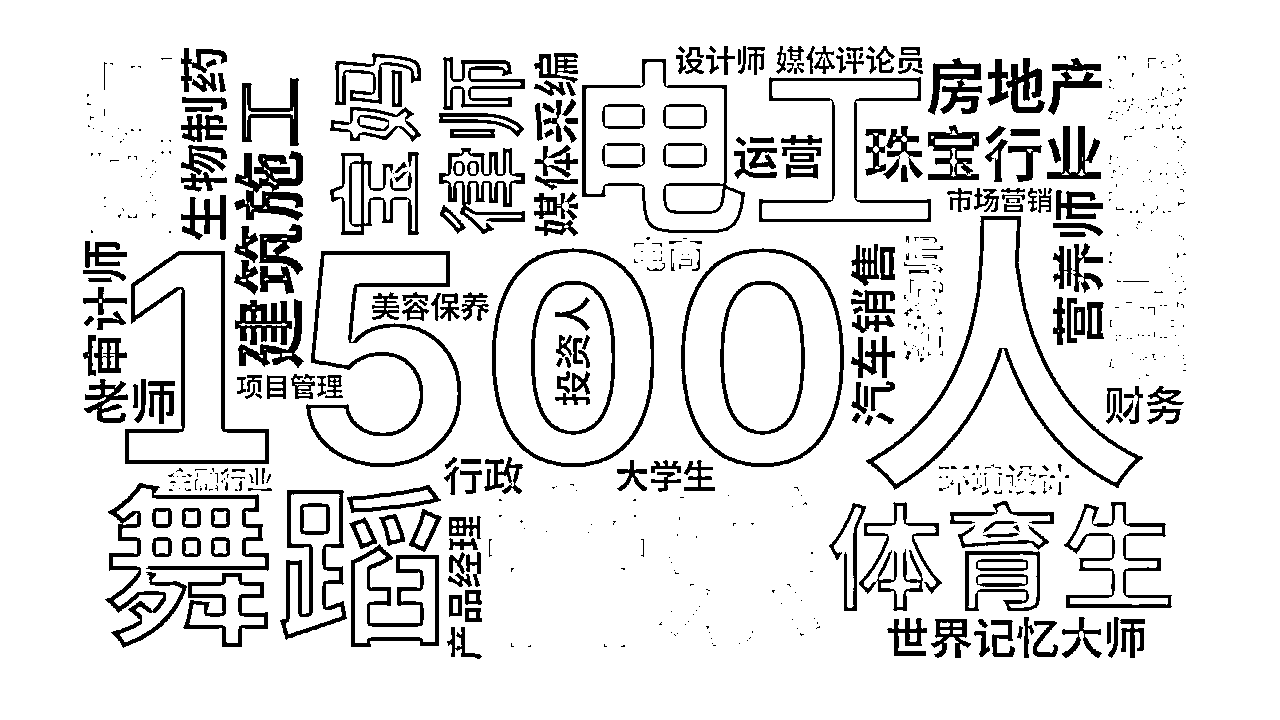 设计师
媒体评论员
房地产
生物制药
建筑施工
宝妈
律师
媒体采编
电工
运营
珠宝行业
市场营销
营养师
审计师
老师
1500人
电商
美容保养
投资人
汽车销售
项目管理
财务
金融行业
行政
大学生
环境设计
舞蹈
产品经理
体育生
世界记忆大师